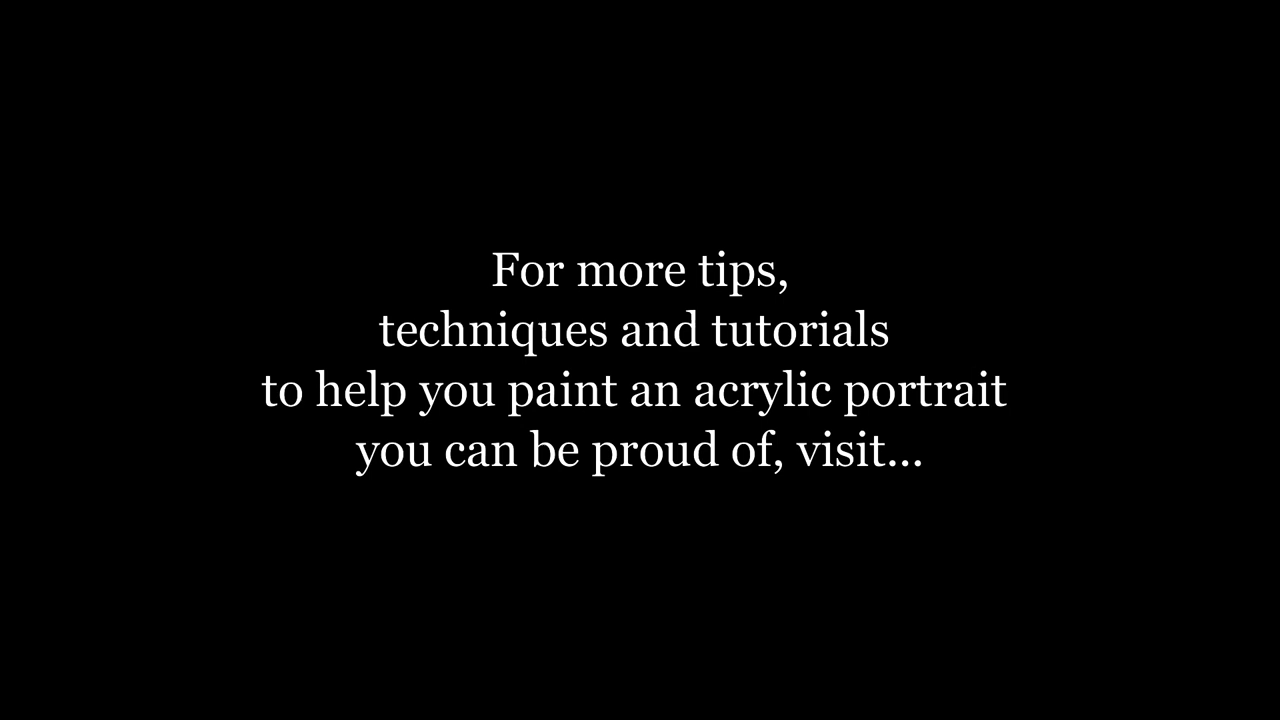 For more tips,
techniques and tutorials
to help you paint an acrylic portrait
you can be proud of, visit...